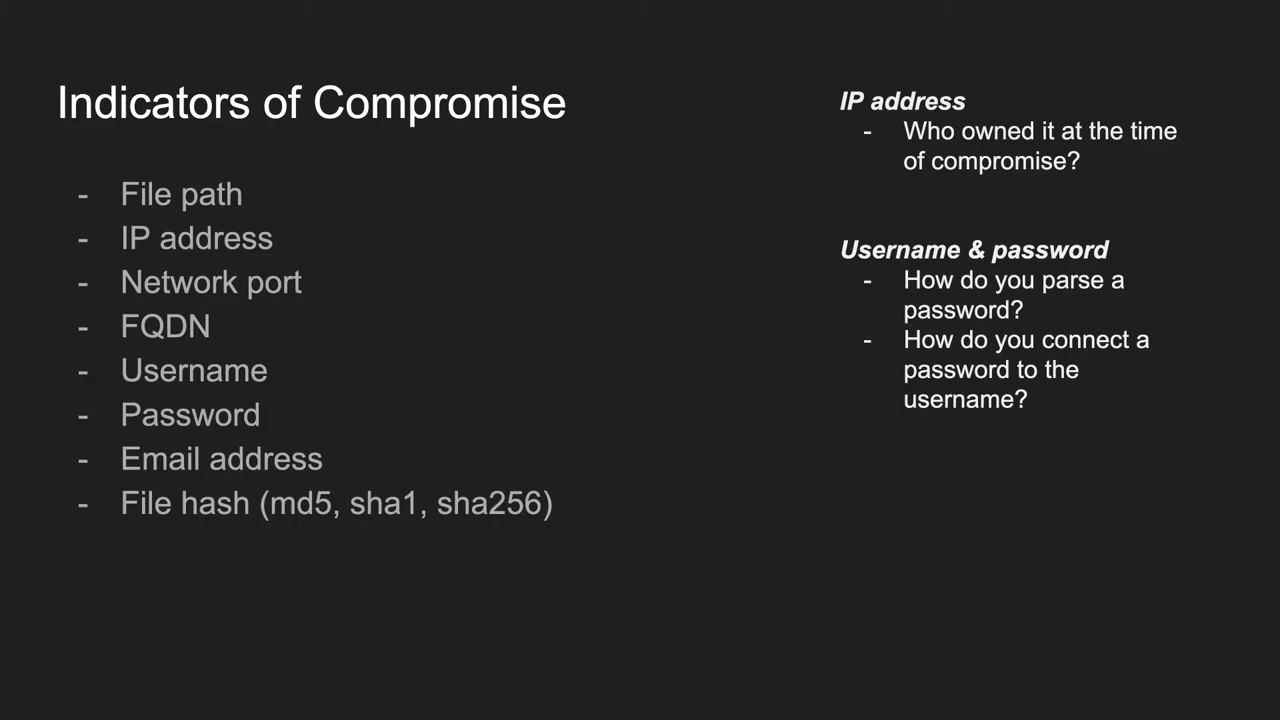 Indicators of Compromise
- File path
- IP address
- Network port
- FQDN
- Username
- Password
- Email address
- File hash (md5, sha1, sha256)
IP address
- Who owned it at the time
of compromise?
Username & password
- How do you parse a
password?
- How do you connect a
password to the
username?